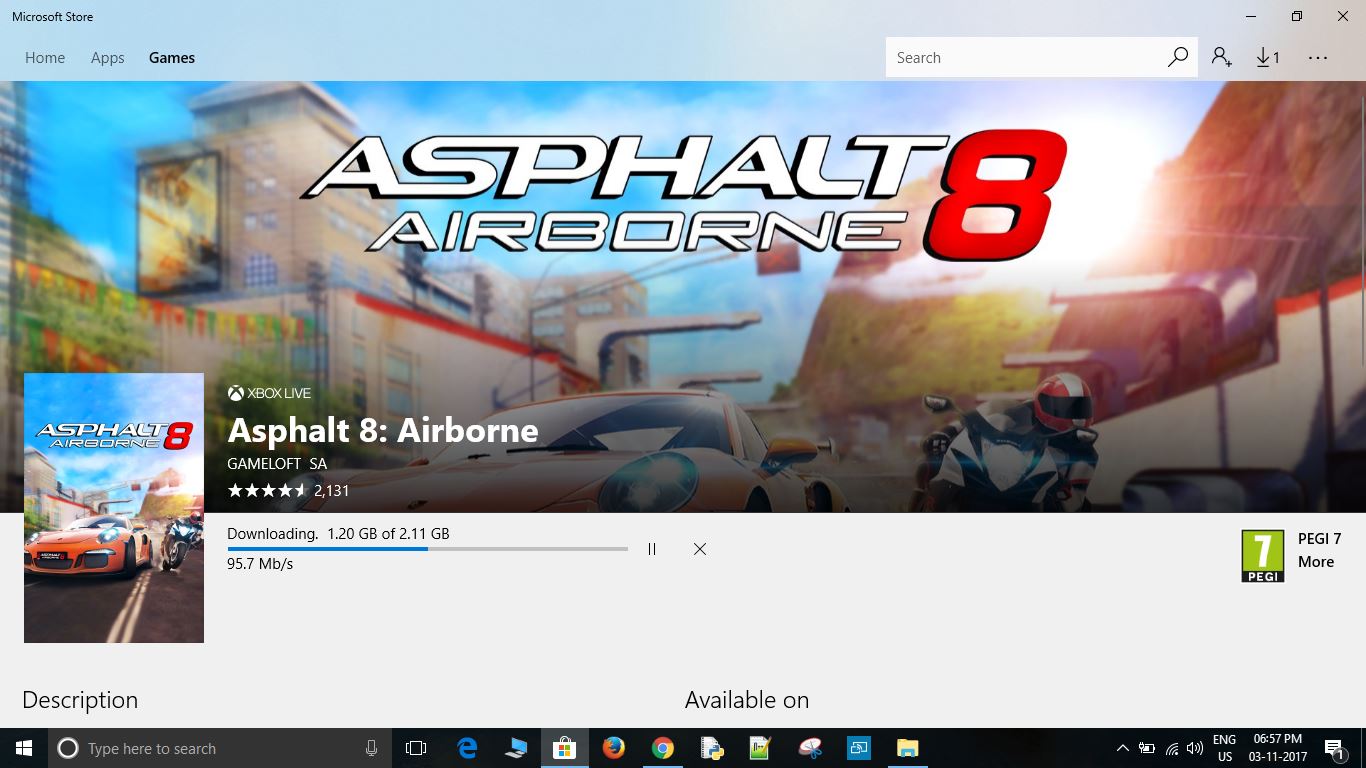 Microsoft Store
Home Apps Games
Search
1
ASPHALT 8
AIRBORNE
XBOX LIVE
Asphalt 8: Airborne
GAMELOFT SA
2,131
ASPHALT 8
AIRBORNE
Downloading. 1.20 GB of 2.11 GB
95.7 Mb/s
7
PEGI
PEGI 7
More
Description
Available on
Type here to search
ENG
US
06:57 PM
03-11-2017
1